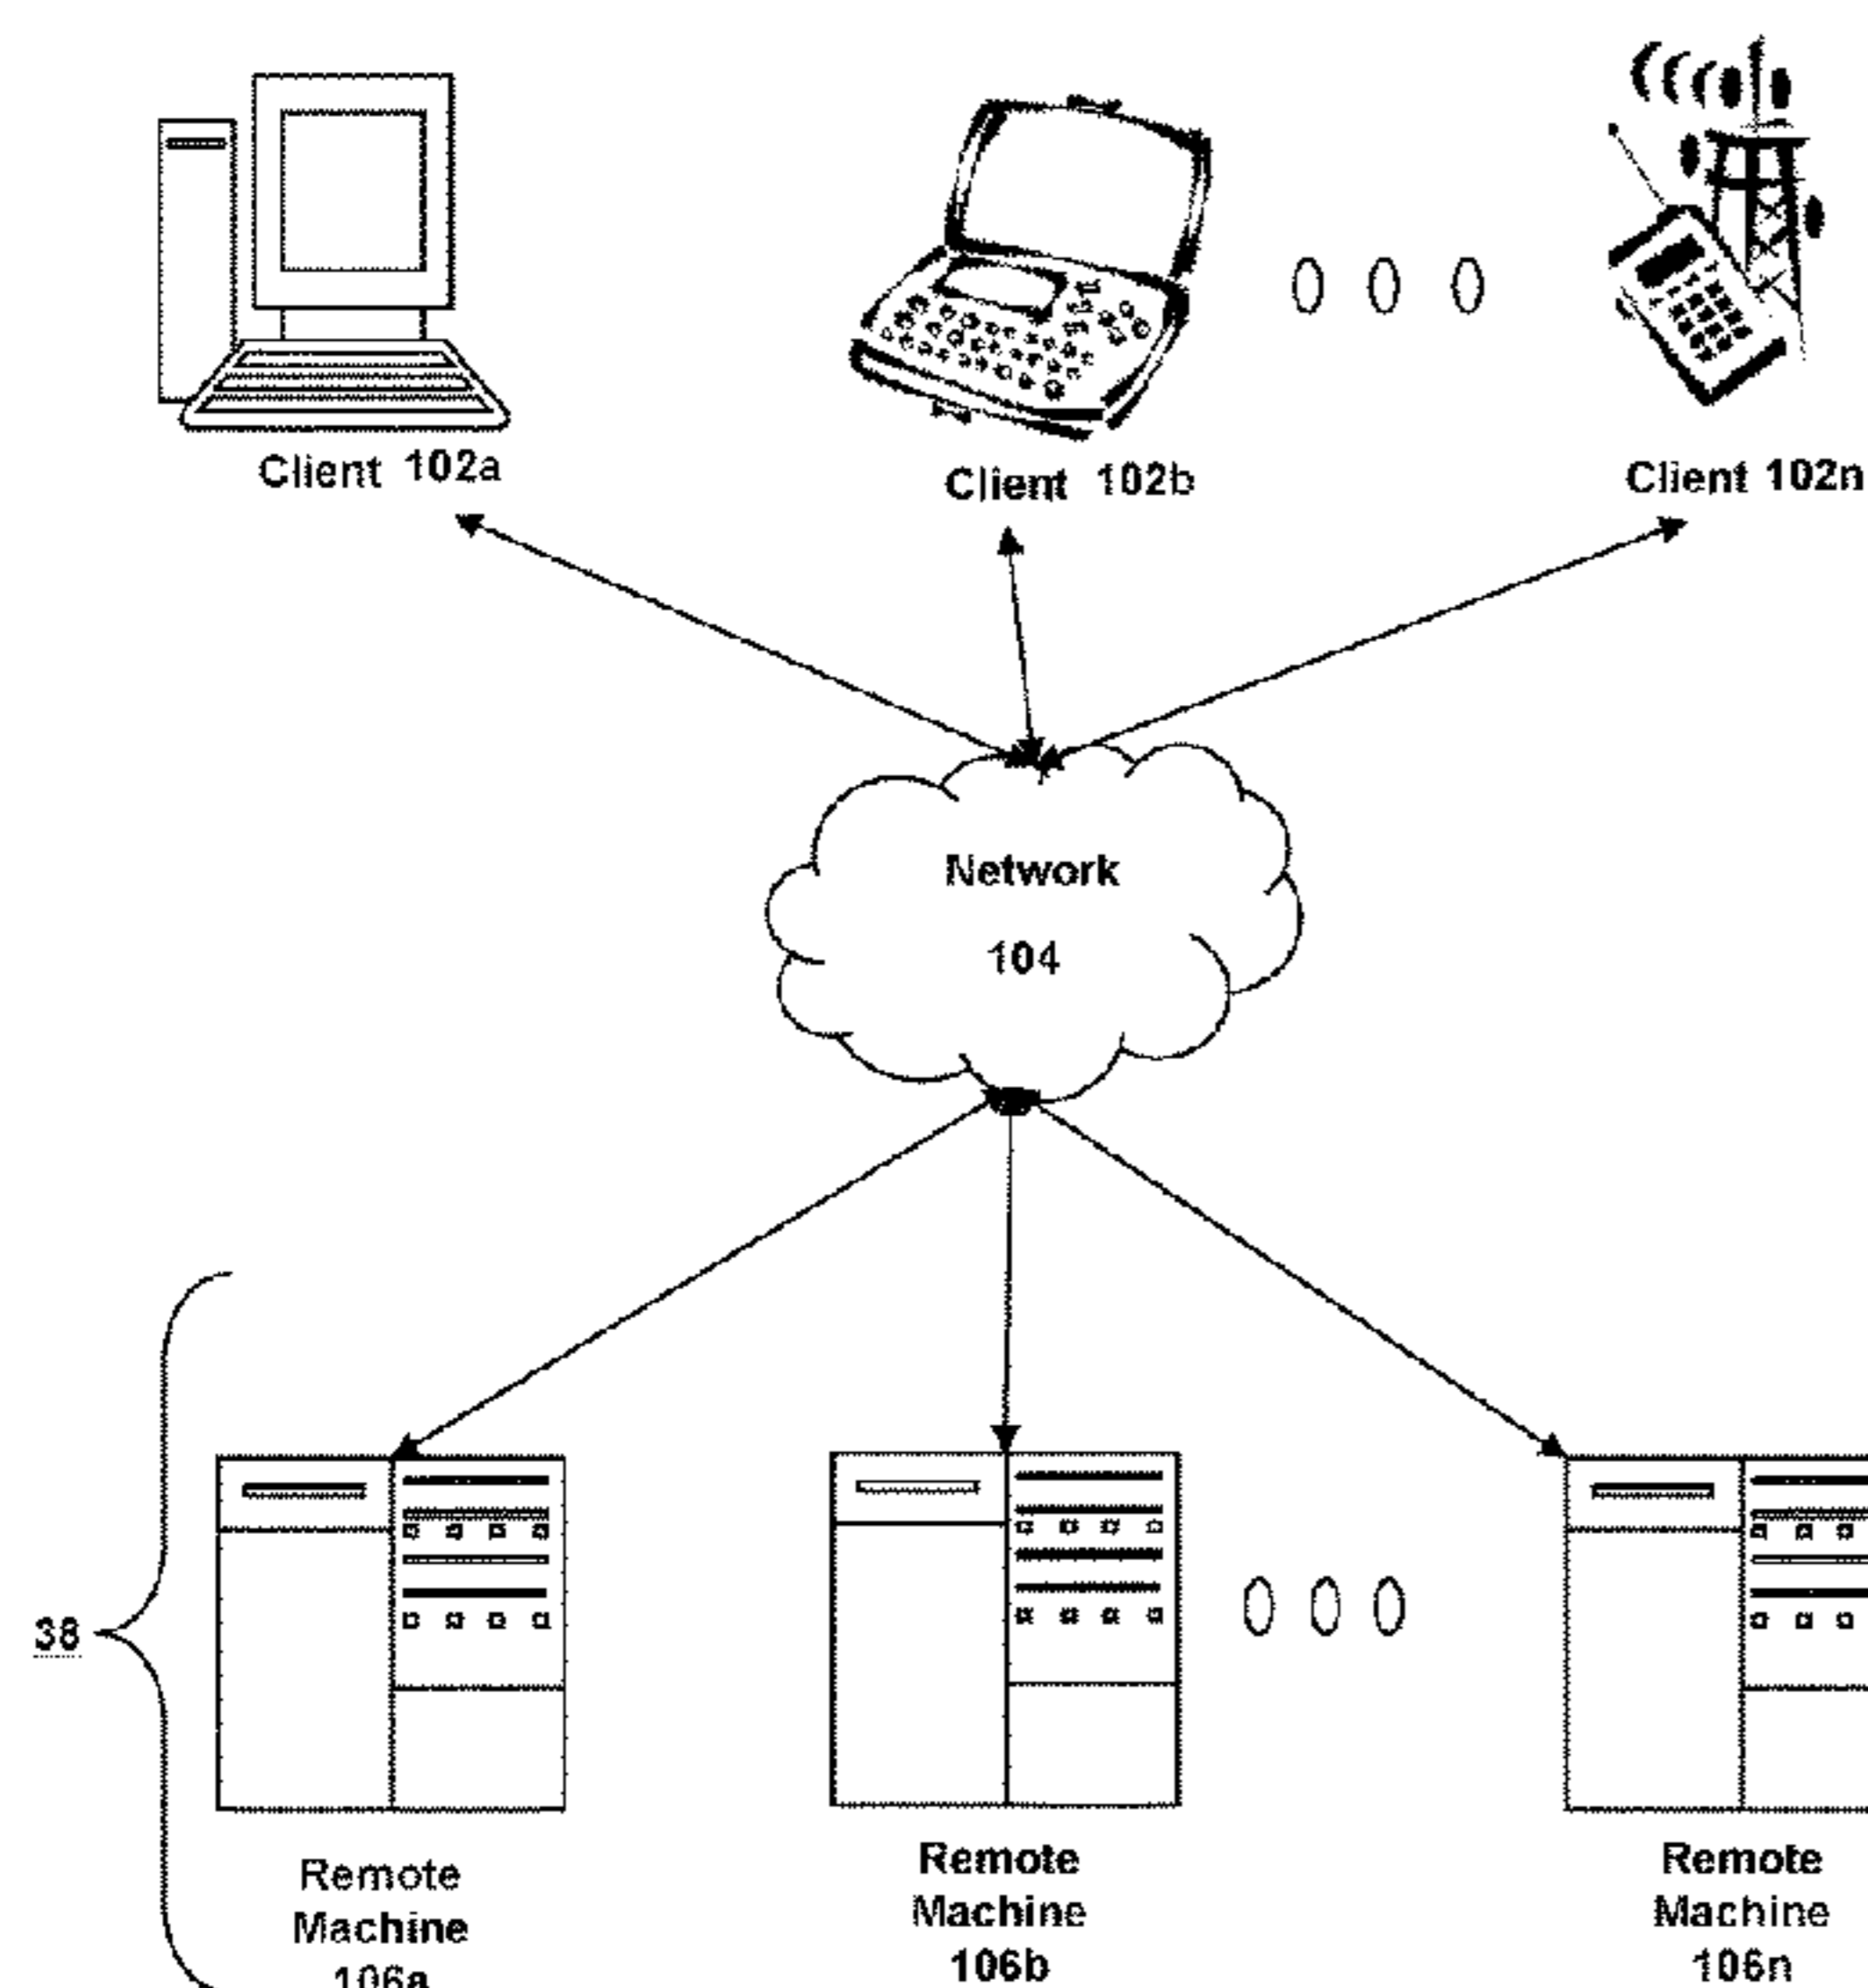 Client 102a
Client 102b
Client 102n
Network
104
38
Remote
Machine
106a
Remote
Machine
106b
Remote
Machine
106n